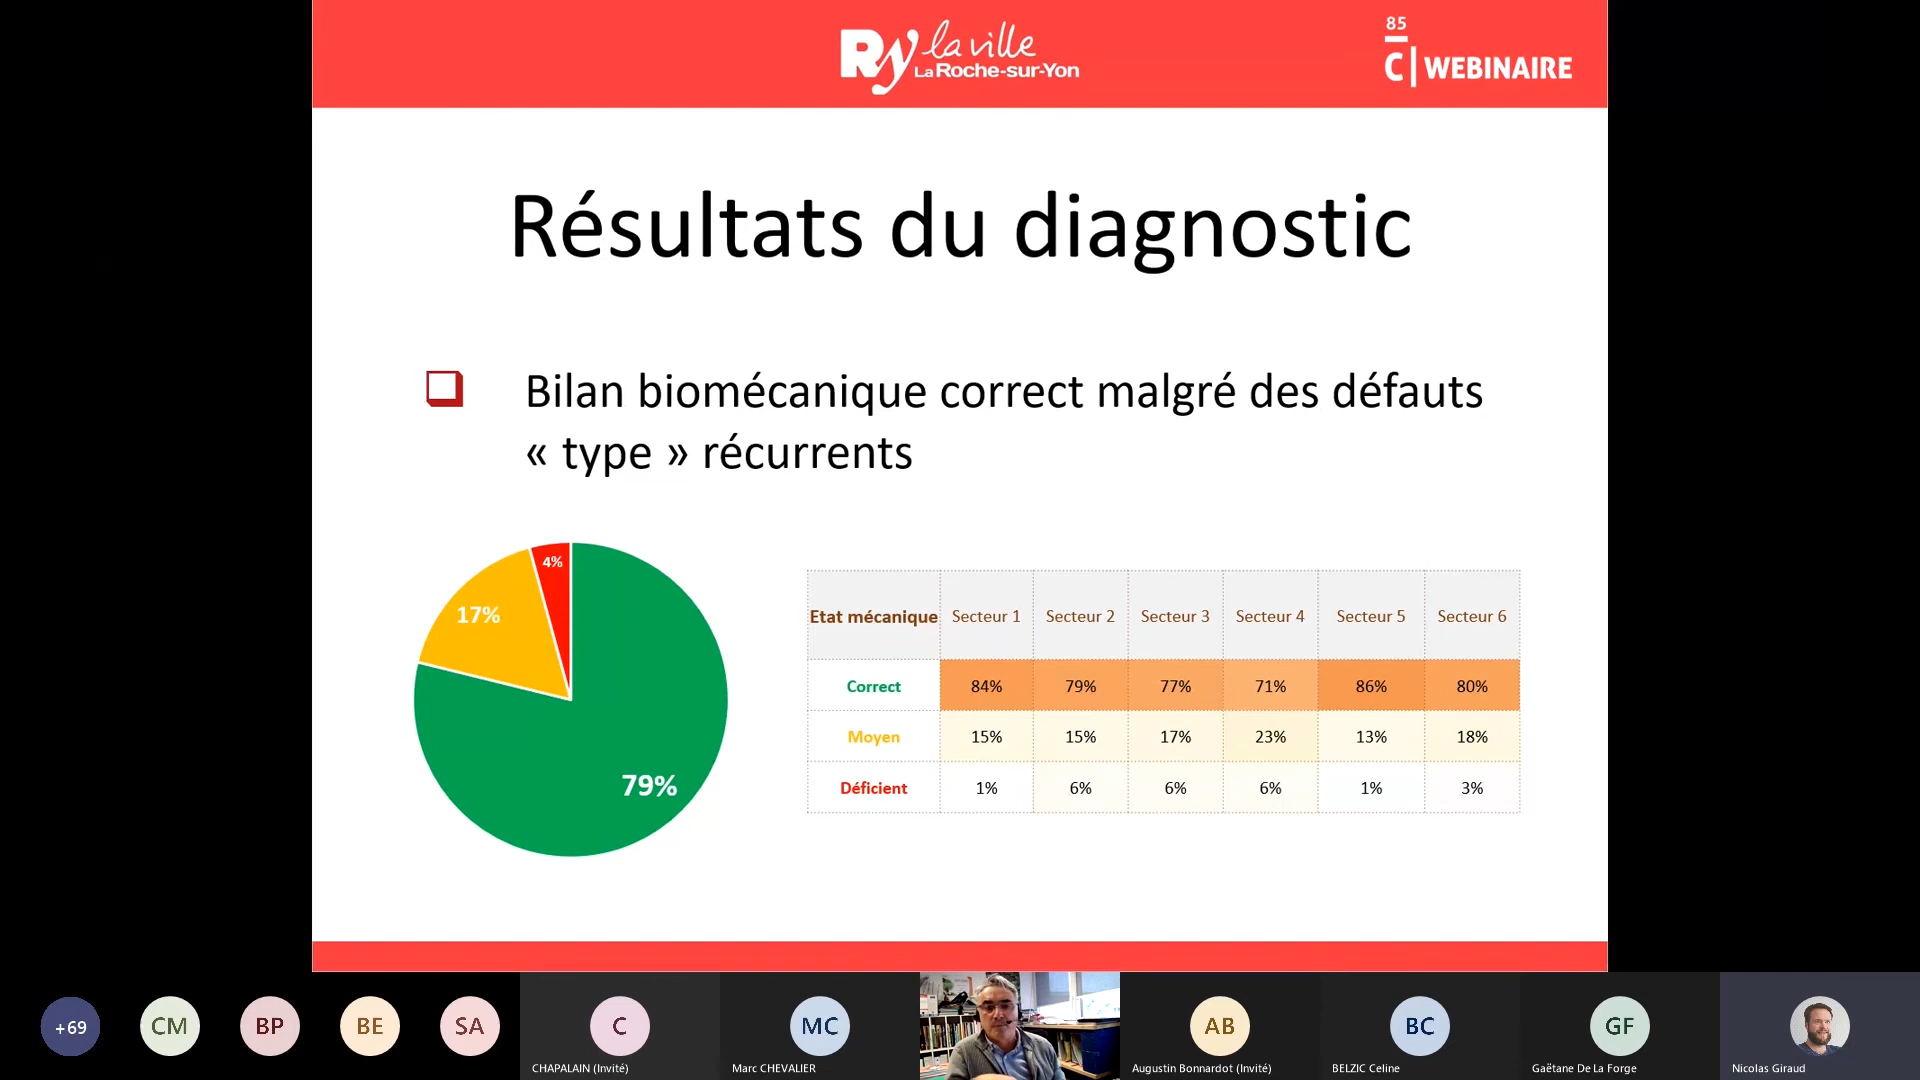 Ry la ville
La Roche-sur-Yon
85
C | WEBINAIRE
Résultats du diagnostic
Bilan biomécanique correct malgré des défauts
« type » récurrents
4%
17%
79%
Etat mécanique Secteur 1 Secteur 2 Secteur 3 Secteur 4 Secteur 5 Secteur 6
Correct 84% 79% 77% 71% 86% 80%
Moyen 15% 15% 17% 23% 13% 18%
Déficient 1% 6% 6% 6% 1% 3%
+69 CM BP BE SA C MC AB BC GF
CHAPALAIN (Invité) Marc CHEVALIER Augustin Bonnardot (Invité) BELZIC Celine Gaëtane De La Forge Nicolas Giraud